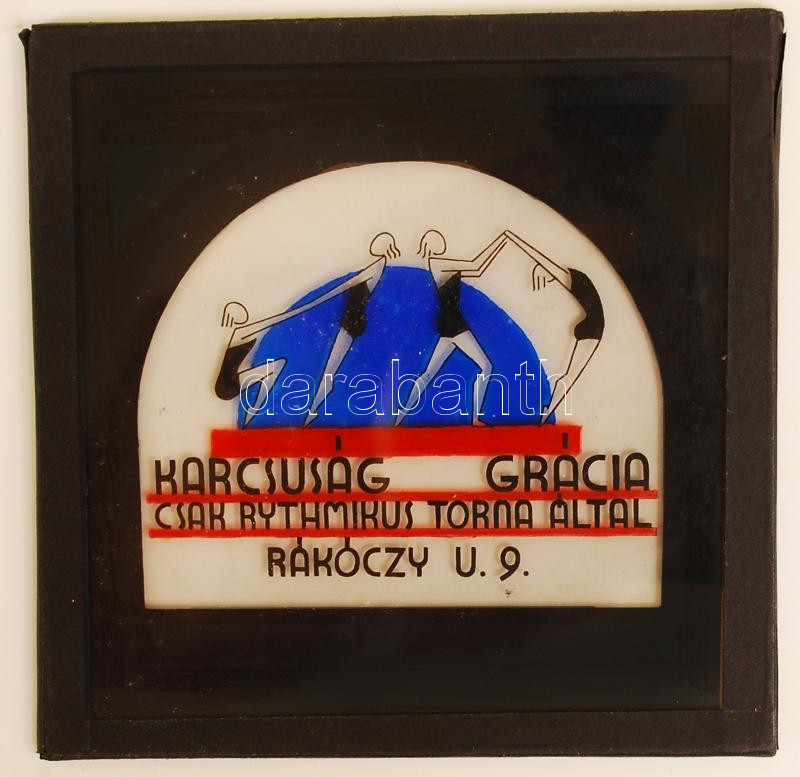 darabanth
KARCSUSÁG GRÁCIA
CSAK RYTHMIKUS TORNA ÁLTAL
RÁKÓCZY U. 9.